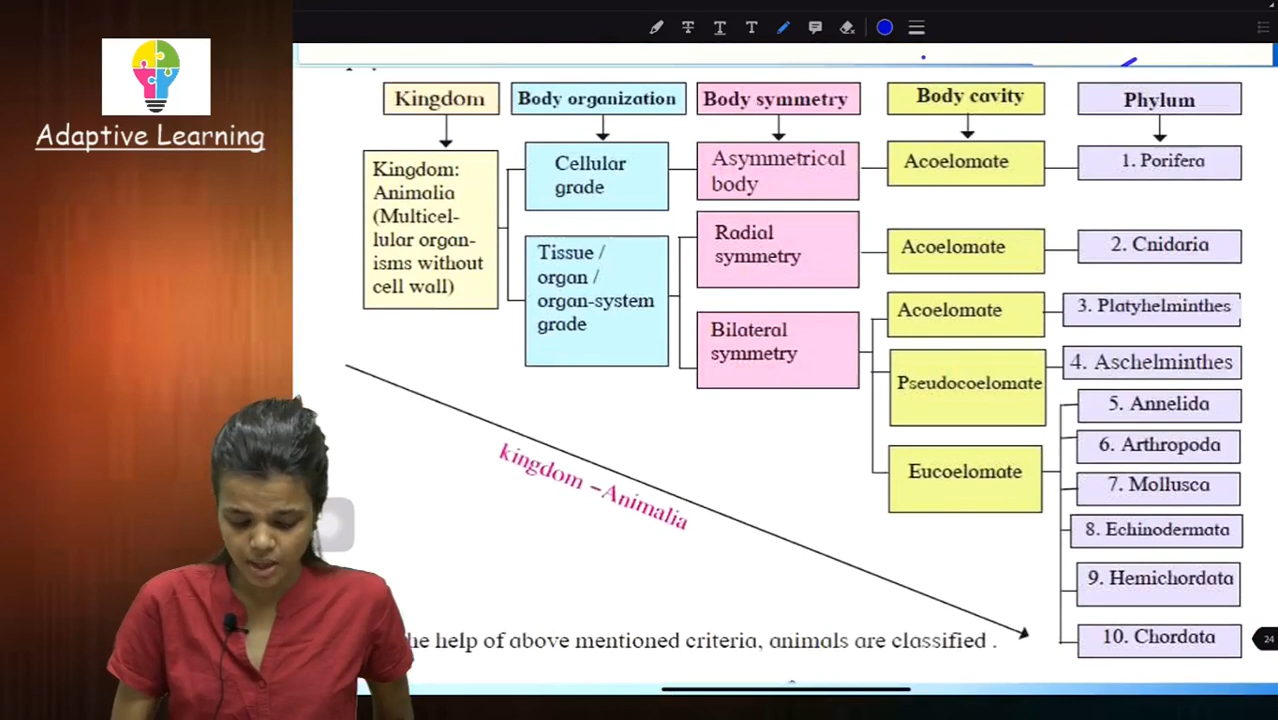 Adaptive Learning
Kingdom
Body organization
Body symmetry
Body cavity
Phylum
Kingdom:
Animalia
(Multicel-
lular organ-
isms without
cell wall)
Cellular
grade
Tissue /
organ /
organ-system
grade
Asymmetrical
body
Radial
symmetry
Bilateral
symmetry
Acoelomate
Acoelomate
Acoelomate
Pseudocoelomate
Eucoelomate
1. Porifera
2. Cnidaria
3. Platyhelminthes
4. Aschelminthes
5. Annelida
6. Arthropoda
7. Mollusca
8. Echinodermata
9. Hemichordata
10. Chordata
kingdom -Animalia
he help of above mentioned criteria, animals are classified .
24